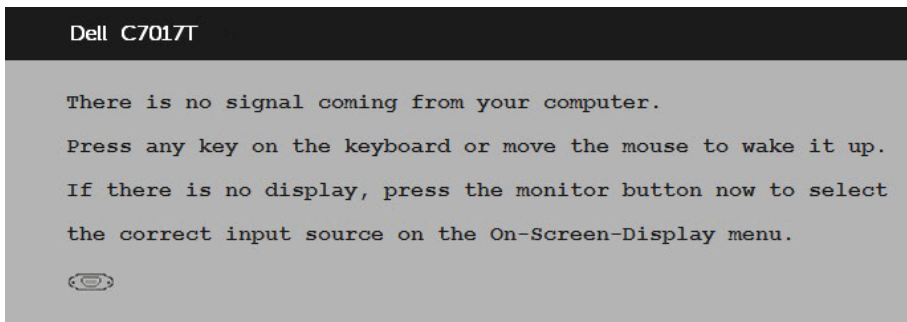 Dell C7017T
There is no signal coming from your computer.
Press any key on the keyboard or move the mouse to wake it up.
If there is no display, press the monitor button now to select
the correct input source on the On-Screen-Display menu.